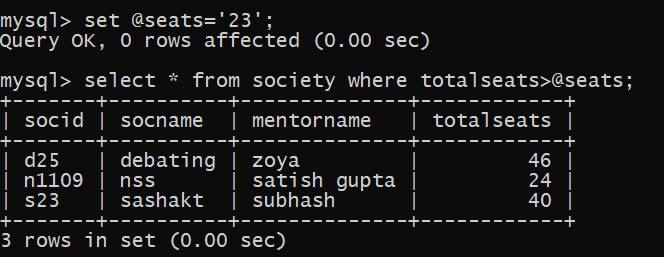 mysql> set @seats='23';
Query OK, 0 rows affected (0.00 sec)
mysql> select * from society where totalseats>@seats;
+-------+----------+--------------+------------+
| socid | socname  | mentorname   | totalseats |
+-------+----------+--------------+------------+
| d25   | debating | zoya         |         46 |
| n1109 | nss      | satish gupta |         24 |
| s23   | sashakt  | subhash      |         40 |
+-------+----------+--------------+------------+
3 rows in set (0.00 sec)